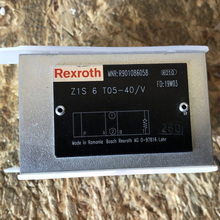 Rexroth
MNR: R901086058
FD: 19W03
Z1S 6 T05-40/V
Made in Romania Bosch Rexroth AG D-97816 Lohr